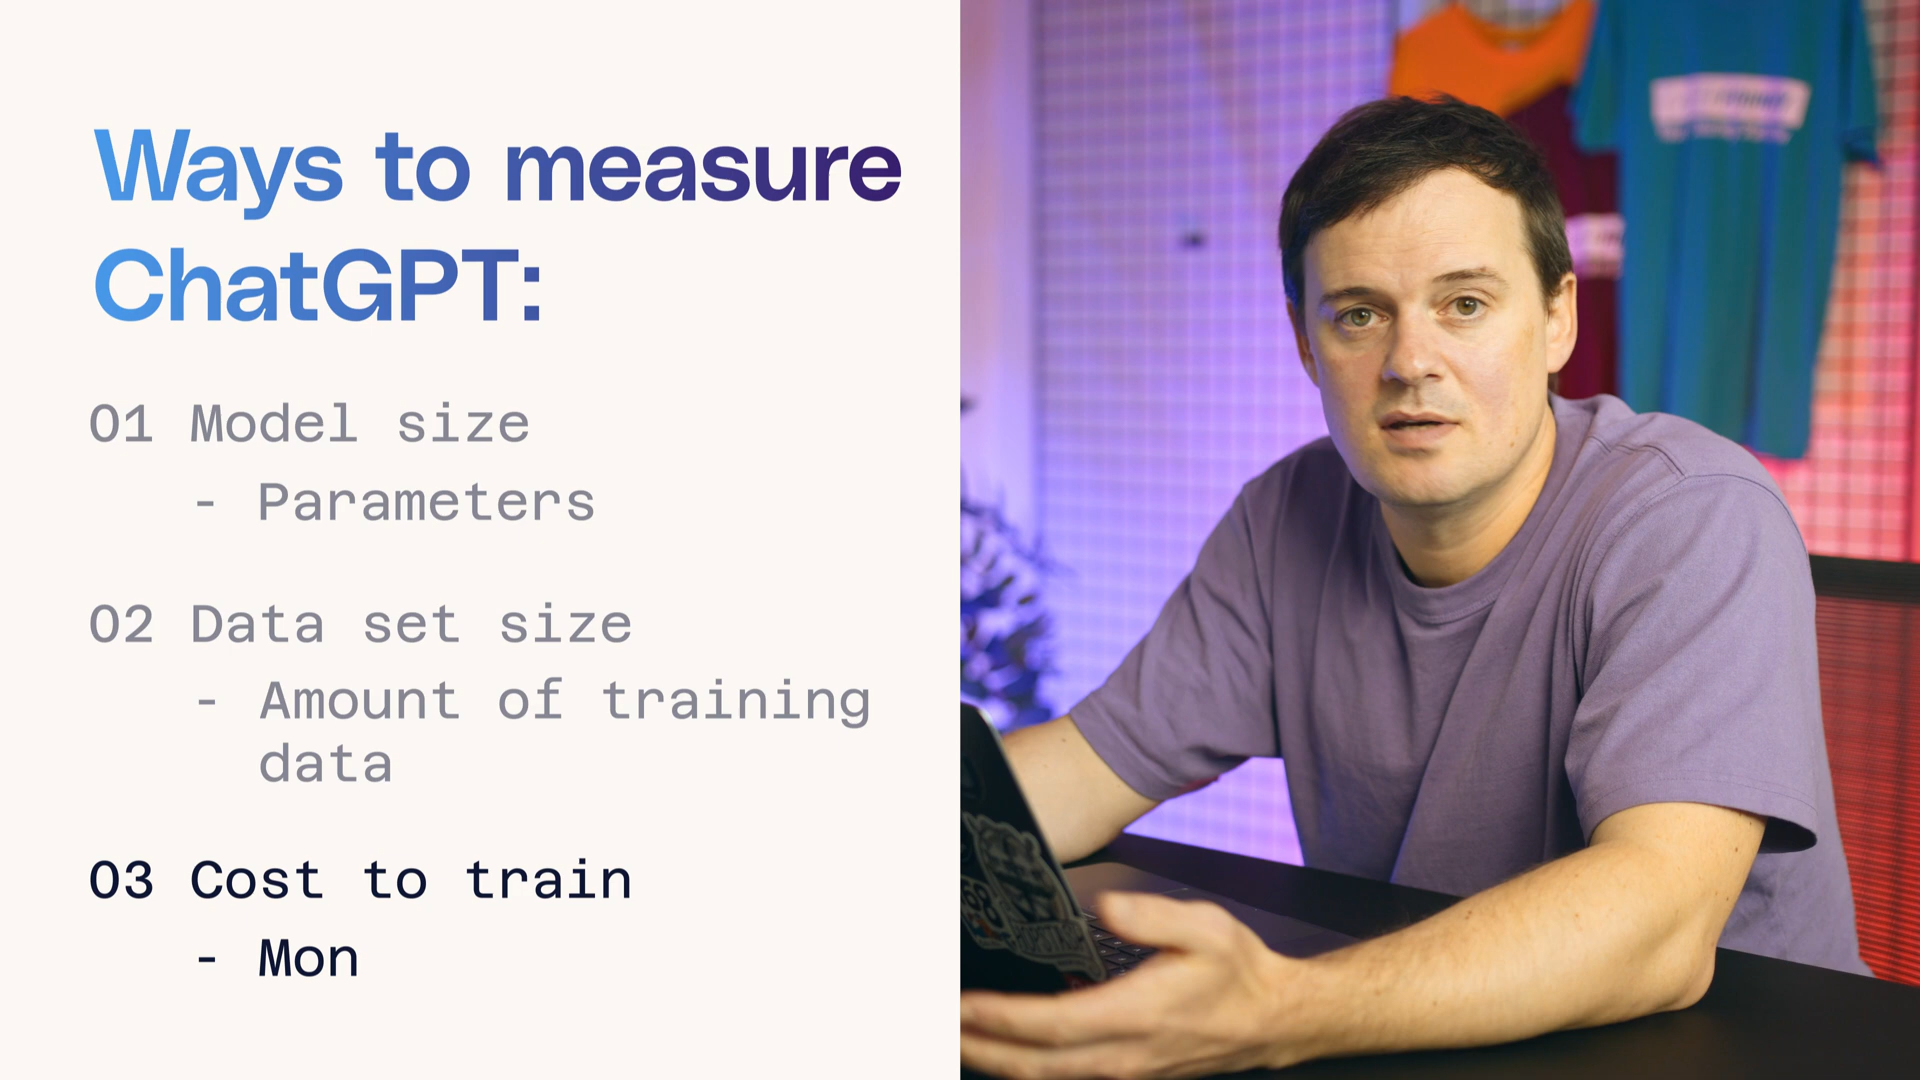 Ways to measure
ChatGPT:
01 Model size
- Parameters
02 Data set size
- Amount of training
data
03 Cost to train
- Mon